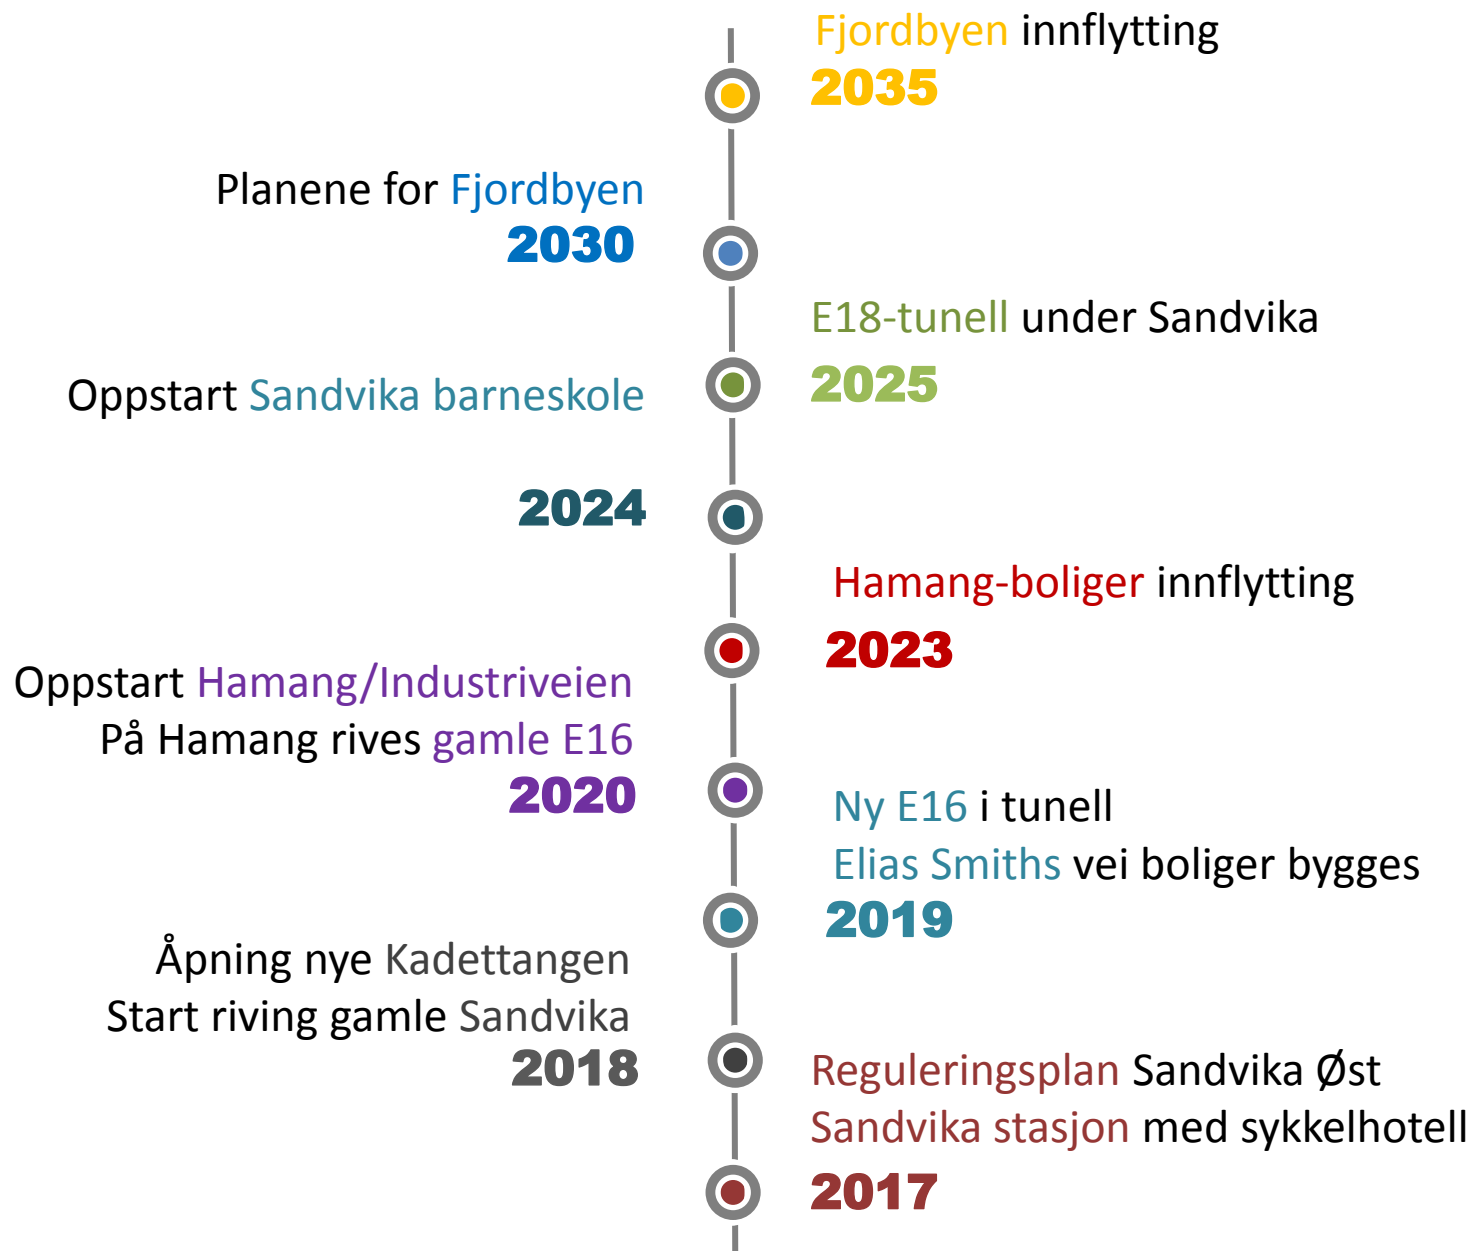 Fjordbyen innflytting
2035
Planene for Fjordbyen
2030
E18-tunell under Sandvika
2025
Oppstart Sandvika barneskole
2024
Hamang-boliger innflytting
2023
Oppstart Hamang/Industriveien
På Hamang rives gamle E16
2020
Ny E16 i tunell
Elias Smiths vei boliger bygges
2019
Åpning nye Kadettangen
Start riving gamle Sandvika
2018
Reguleringsplan Sandvika Øst
Sandvika stasjon med sykkelhotell
2017